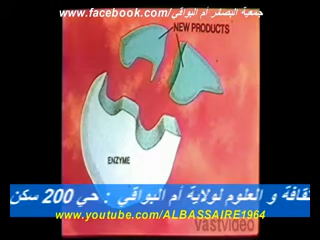 www.facebook.com/جمعية البصائر أم البواقي
NEW PRODUCTS
ENZYME
ثقافة و العلوم لولاية أم البواقي : حي 200 سكن
www.youtube.com/ALBASSAIRE1964
VastVideo